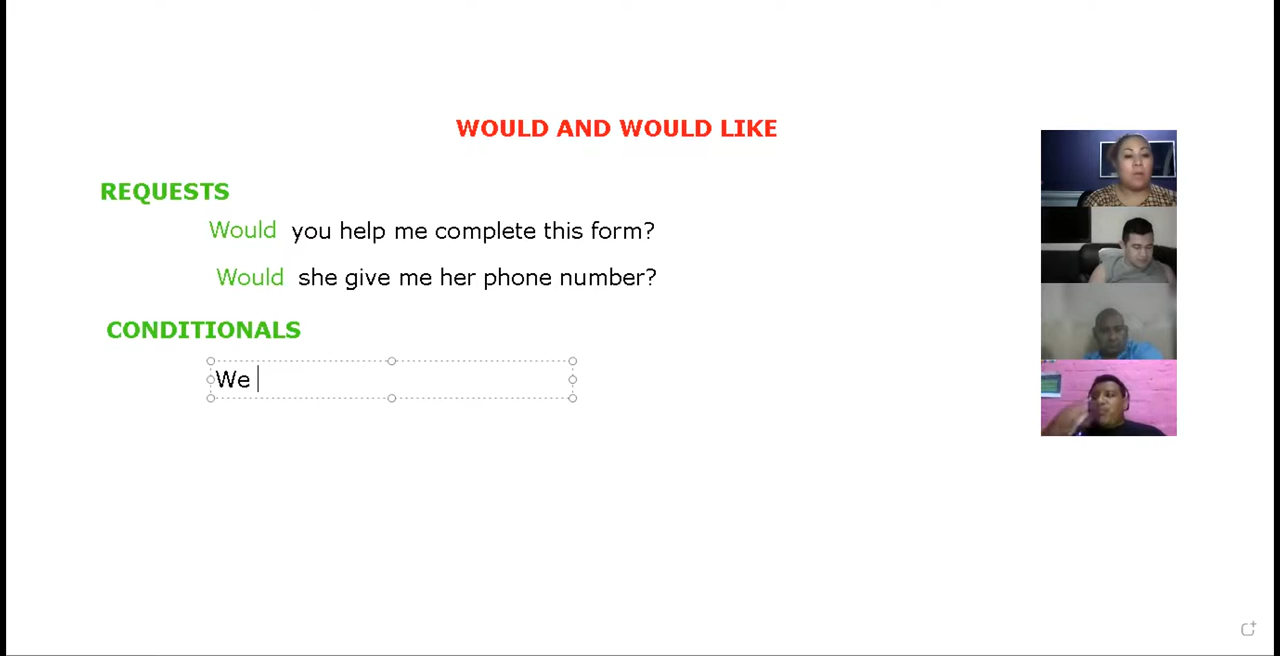 WOULD AND WOULD LIKE
REQUESTS
Would you help me complete this form?
Would she give me her phone number?
CONDITIONALS
We